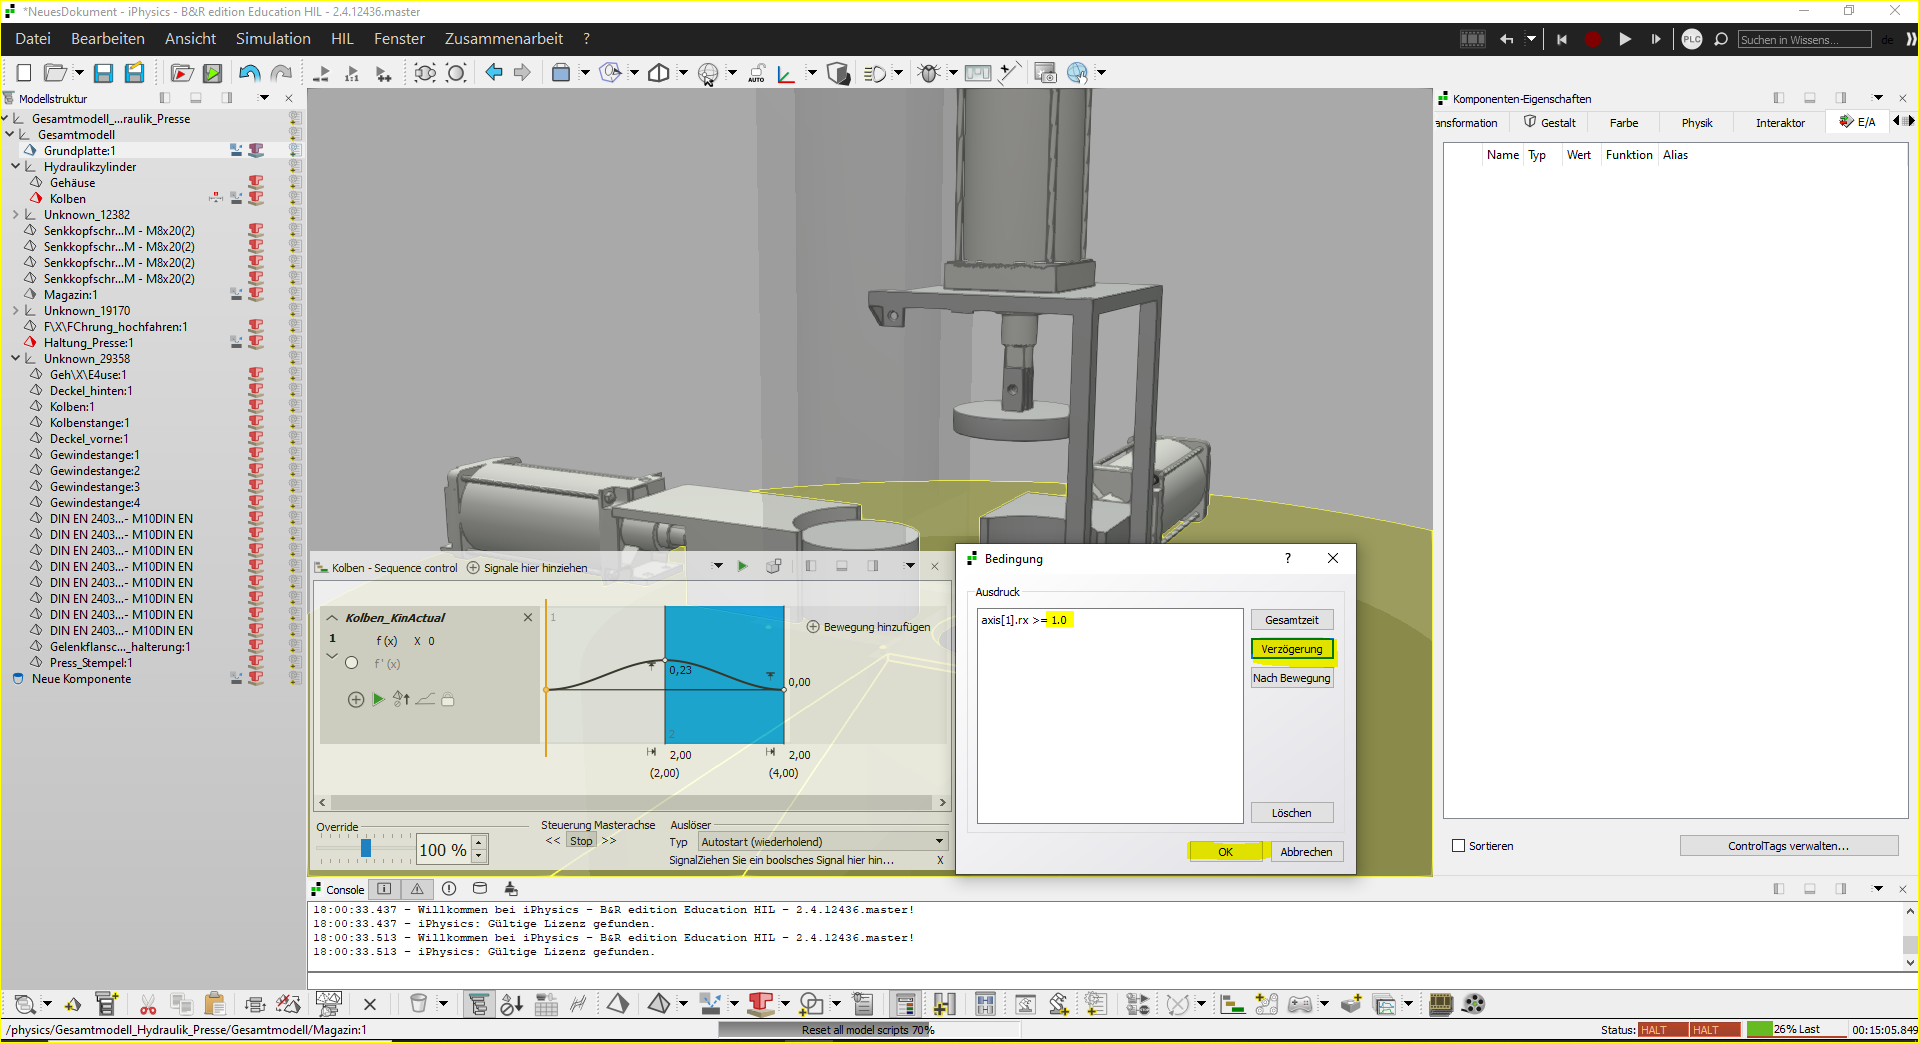 *NeuesDokument - iPhysics - B&R edition Education HIL - 2.4.12436.master
Datei Bearbeiten Ansicht Simulation HIL Fenster Zusammenarbeit ?
PLC Suchen in Wissens... de
1:1 AUTO
Modellstruktur
Gesamtmodell_...raulik_Presse
Gesamtmodell
Grundplatte:1
Hydraulikzylinder
Gehäuse
Kolben
Unknown_12382
Senkkopfschr...M - M8x20(2)
Senkkopfschr...M - M8x20(2)
Senkkopfschr...M - M8x20(2)
Senkkopfschr...M - M8x20(2)
Magazin:1
Unknown_19170
F\X\FChrung_hochfahren:1
Haltung_Presse:1
Unknown_29358
Geh\X\E4use:1
Deckel_hinten:1
Kolben:1
Kolbenstange:1
Deckel_vorne:1
Gewindestange:1
Gewindestange:2
Gewindestange:3
Gewindestange:4
DIN EN 2403...- M10DIN EN
DIN EN 2403...- M10DIN EN
DIN EN 2403...- M10DIN EN
DIN EN 2403...- M10DIN EN
DIN EN 2403...- M10DIN EN
DIN EN 2403...- M10DIN EN
DIN EN 2403...- M10DIN EN
DIN EN 2403...- M10DIN EN
Gelenkflansc..._halterung:1
Press_Stempel:1
Neue Komponente
Kolben - Sequence control Signale hier hinziehen
Kolben_KinActual
1
f(x) X 0
f'(x)
1
0,23
0,00
2
2,00 2,00
(2,00) (4,00)
Bewegung hinzufügen
Override
100 %
Steuerung Masterachse
<< Stop >>
Auslöser
Typ Autostart (wiederholend)
SignalZiehen Sie ein boolsches Signal hier hin... X
Bedingung ?
Ausdruck
axis[1].rx >= 1.0
Gesamtzeit
Verzögerung
Nach Bewegung
Löschen
OK Abbrechen
Komponenten-Eigenschaften
ansformation Gestalt Farbe Physik Interaktor E/A
Name Typ Wert Funktion Alias
Sortieren ControlTags verwalten...
Console
18:00:33.437 - Willkommen bei iPhysics - B&R edition Education HIL - 2.4.12436.master!
18:00:33.437 - iPhysics: Gültige Lizenz gefunden.
18:00:33.513 - Willkommen bei iPhysics - B&R edition Education HIL - 2.4.12436.master!
18:00:33.513 - iPhysics: Gültige Lizenz gefunden.
/physics/Gesamtmodell_Hydraulik_Presse/Gesamtmodell/Magazin:1 Reset all model scripts 70% Status: HALT HALT 26% Last 00:15:05.849